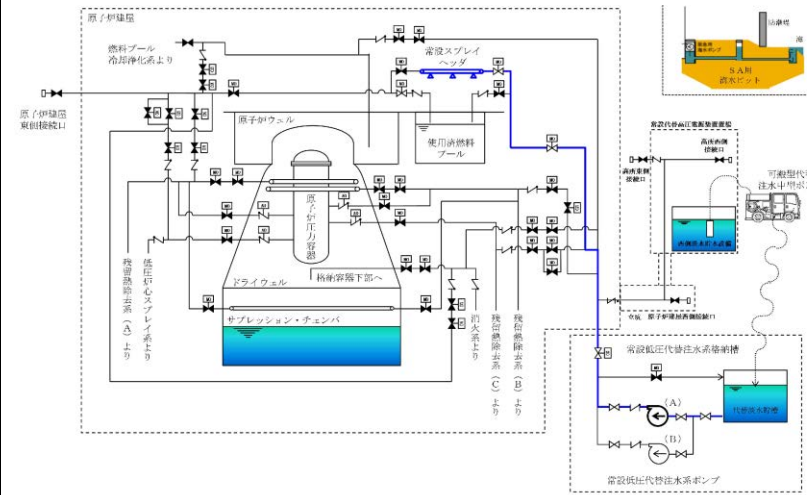 原子炉建屋
燃料プール
冷却浄化系より
常設スプレイ
ヘッダ
原子炉建屋
東側接続口
原子炉ウェル
使用済燃料
プール
原子炉圧力容器
残留熱除去系(A)より
低圧炉心スプレイ系より
ドライウェル
格納容器下部へ
サプレッション・チェンバ
消火系より
残留熱除去系(C)より
残留熱除去系(B)より
防潮堤
海
SA用
海水ピット
常設代替高圧電源装置置場
高所西側
接続口
高所東側
接続口
可搬型代替
注水中型ポンプ
西側淡水貯水設備
原子炉建屋西側接続口
常設低圧代替注水系格納槽
代替淡水貯槽
(A)
(B)
常設低圧代替注水系ポンプ